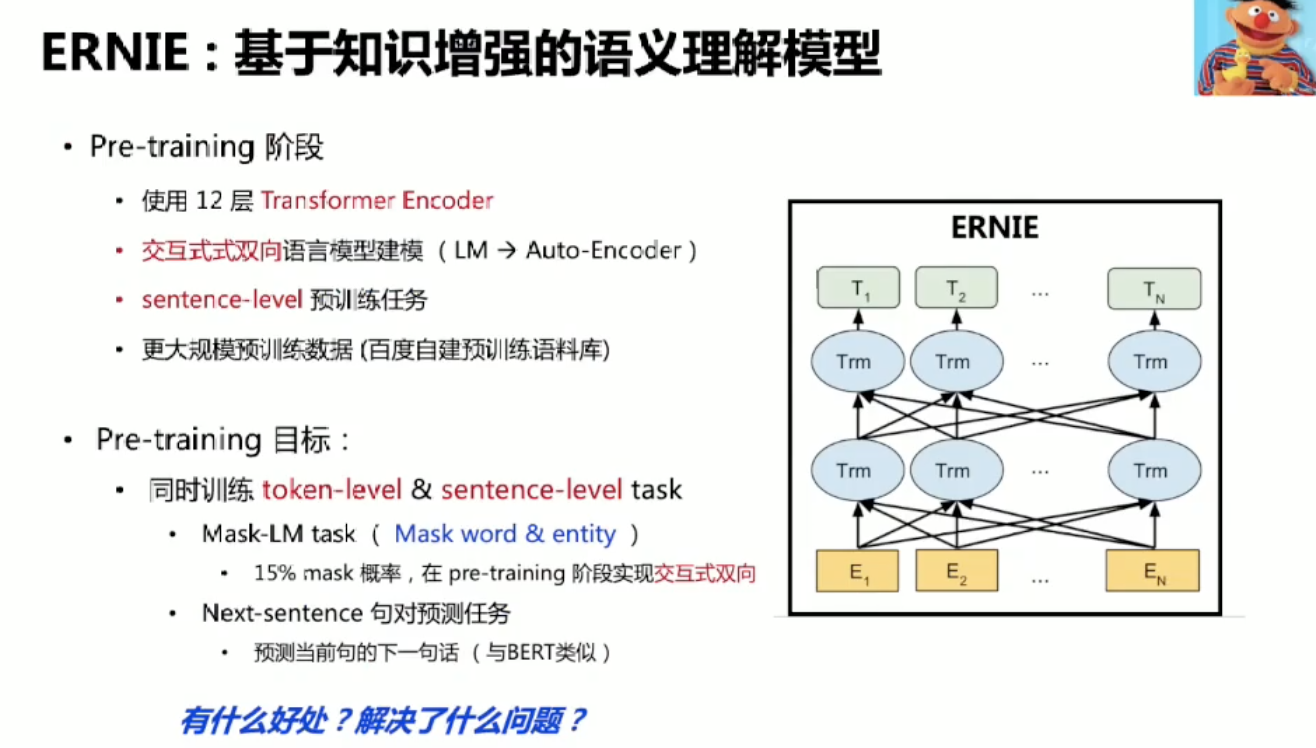 ERNIE：基于知识增强的语义理解模型
• Pre-training 阶段
• 使用 12 层 Transformer Encoder
• 交互式式双向语言模型建模 （ LM → Auto-Encoder ）
• sentence-level 预训练任务
• 更大规模预训练数据 (百度自建预训练语料库)
• Pre-training 目标：
• 同时训练 token-level & sentence-level task
• Mask-LM task （ Mask word & entity ）
• 15% mask 概率，在 pre-training 阶段实现交互式双向
• Next-sentence 句对预测任务
• 预测当前句的下一句话 （ 与BERT类似 ）
有什么好处？解决了什么问题？
ERNIE
T1 T2 ... TN
Trm Trm ... Trm
Trm Trm ... Trm
E1 E2 ... EN